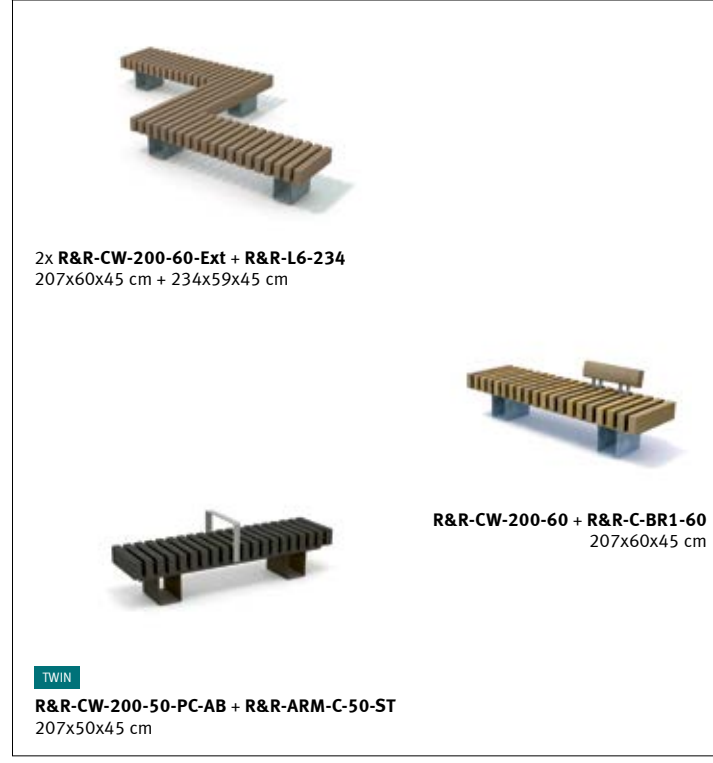 2x R&R-CW-200-60-Ext + R&R-L6-234
207x60x45 cm + 234x59x45 cm
R&R-CW-200-60 + R&R-C-BR1-60
207x60x45 cm
TWIN
R&R-CW-200-50-PC-AB + R&R-ARM-C-50-ST
207x50x45 cm